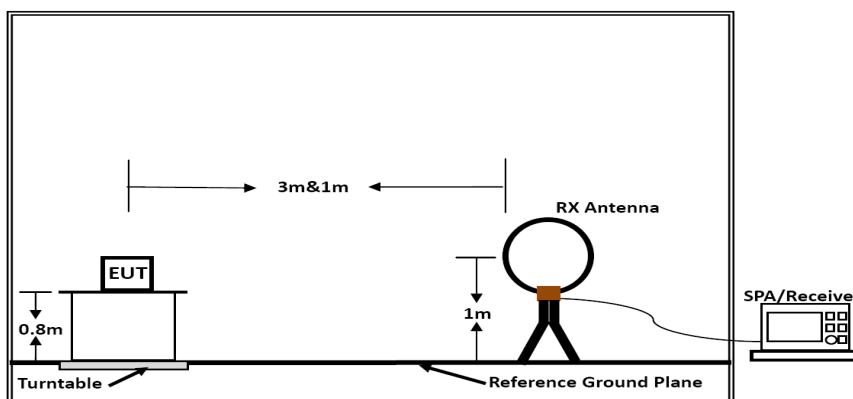 3m&1m
RX Antenna
EUT
SPA/Receive
0.8m
1m
Turntable
Reference Ground Plane